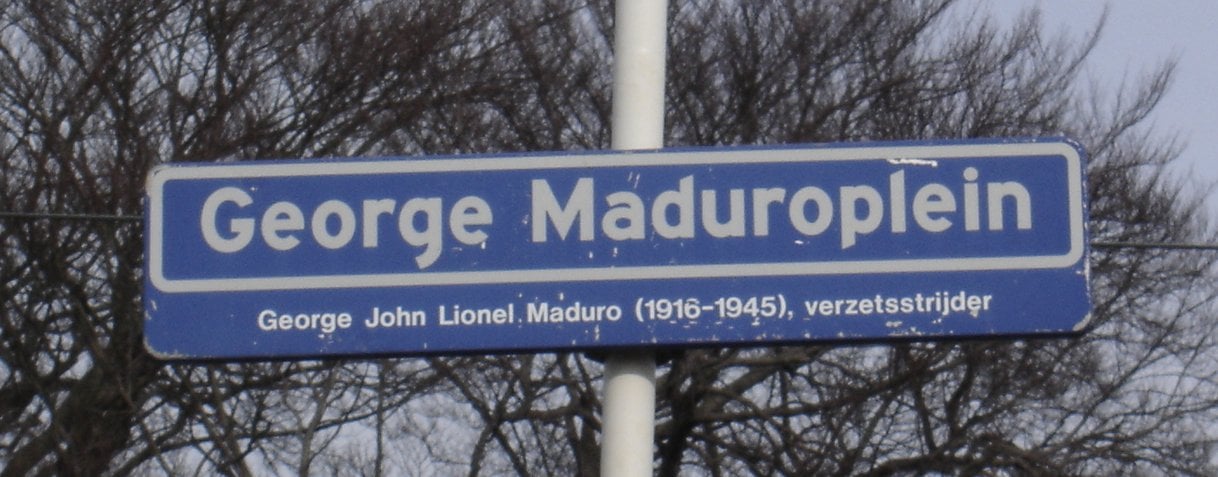 George Maduroplein
George John Lionel Maduro (1916-1945), verzetsstrijder